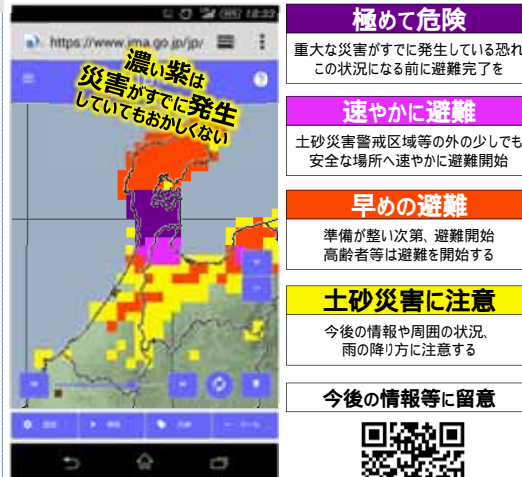 18:33
https://www.jma.go.jp/jp/
濃い紫は
災害がすでに発生
していてもおかしくない
極めて危険
重大な災害がすでに発生している恐れ
この状況になる前に避難完了を
速やかに避難
土砂災害警戒区域等の外の少しでも
安全な場所へ速やかに避難開始
早めの避難
準備が整い次第、避難開始
高齢者等は避難を開始する
土砂災害に注意
今後の情報や周囲の状況、
雨の降り方に注意する
今後の情報等に留意